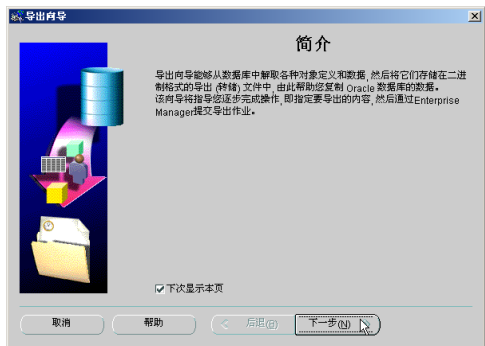 导出向导
简介
导出向导能够从数据库中解取各种对象定义和数据, 然后将它们存储在二进
制格式的导出 (转储) 文件中, 由此帮助您复制 Oracle 数据库的数据。
该向导将指导您逐步完成操作, 即指定要导出的内容, 然后通过Enterprise
Manager提交导出作业。
下次显示本页
取消
帮助
后退(B)
下一步(N)